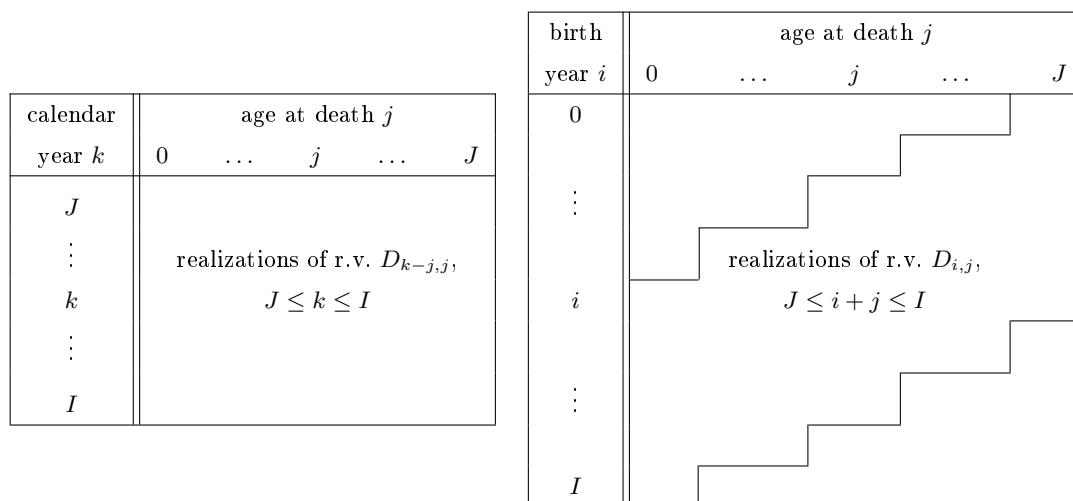 calendar age at death j
year k 0 … j … J
J
⋮ realizations of r.v. D_{k−j,j},
k J ≤ k ≤ I
⋮
I
birth age at death j
year i 0 … j … J
0
⋮
realizations of r.v. D_{i,j},
i J ≤ i + j ≤ I
⋮
I